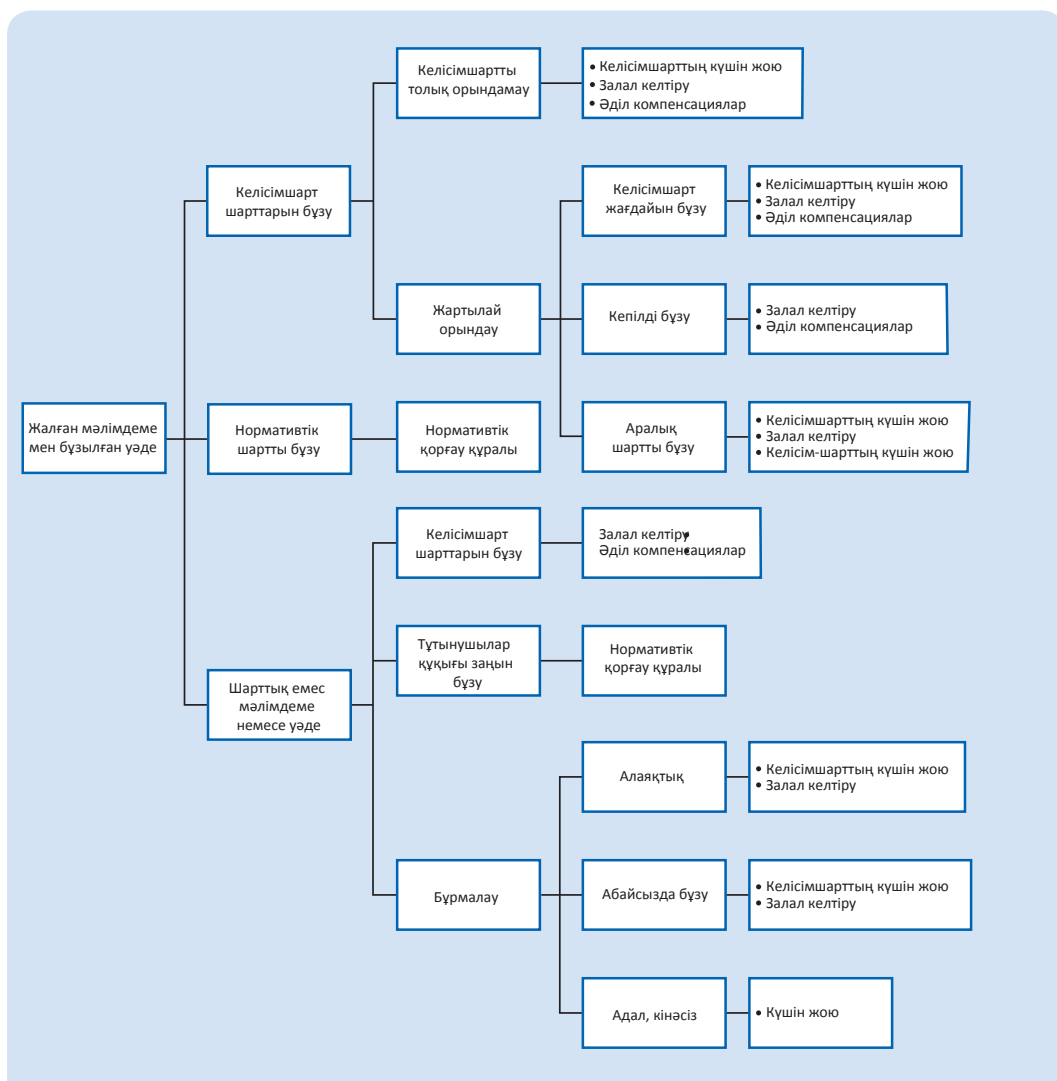 Келісімшартты
толық орындамау
• Келісімшарттың күшін жою
• Залал келтіру
• Әділ компенсациялар
Келісімшарт
шарттарын бұзу
Келісімшарт
жағдайын бұзу
• Келісімшарттың күшін жою
• Залал келтіру
• Әділ компенсациялар
Жартылай
орындау
Кепілді бұзу
• Залал келтіру
• Әділ компенсациялар
Жалған мәлімдеме
мен бұзылған уәде
Нормативтік
шартты бұзу
Нормативтік
қорғау құралы
Аралық
шартты бұзу
• Келісімшарттың күшін жою
• Залал келтіру
• Келісім-шарттың күшін жою
Келісімшарт
шарттарын бұзу
Залал келтіру
Әділ компенсациялар
Тұтынушылар
құқығы заңын
бұзу
Нормативтік
қорғау құралы
Шарттық емес
мәлімдеме
немесе уәде
Алаяқтық
• Келісімшарттың күшін жою
• Залал келтіру
Бұрмалау
Абайсызда бұзу
• Келісімшарттың күшін жою
• Залал келтіру
Адал, кінәсіз
• Күшін жою